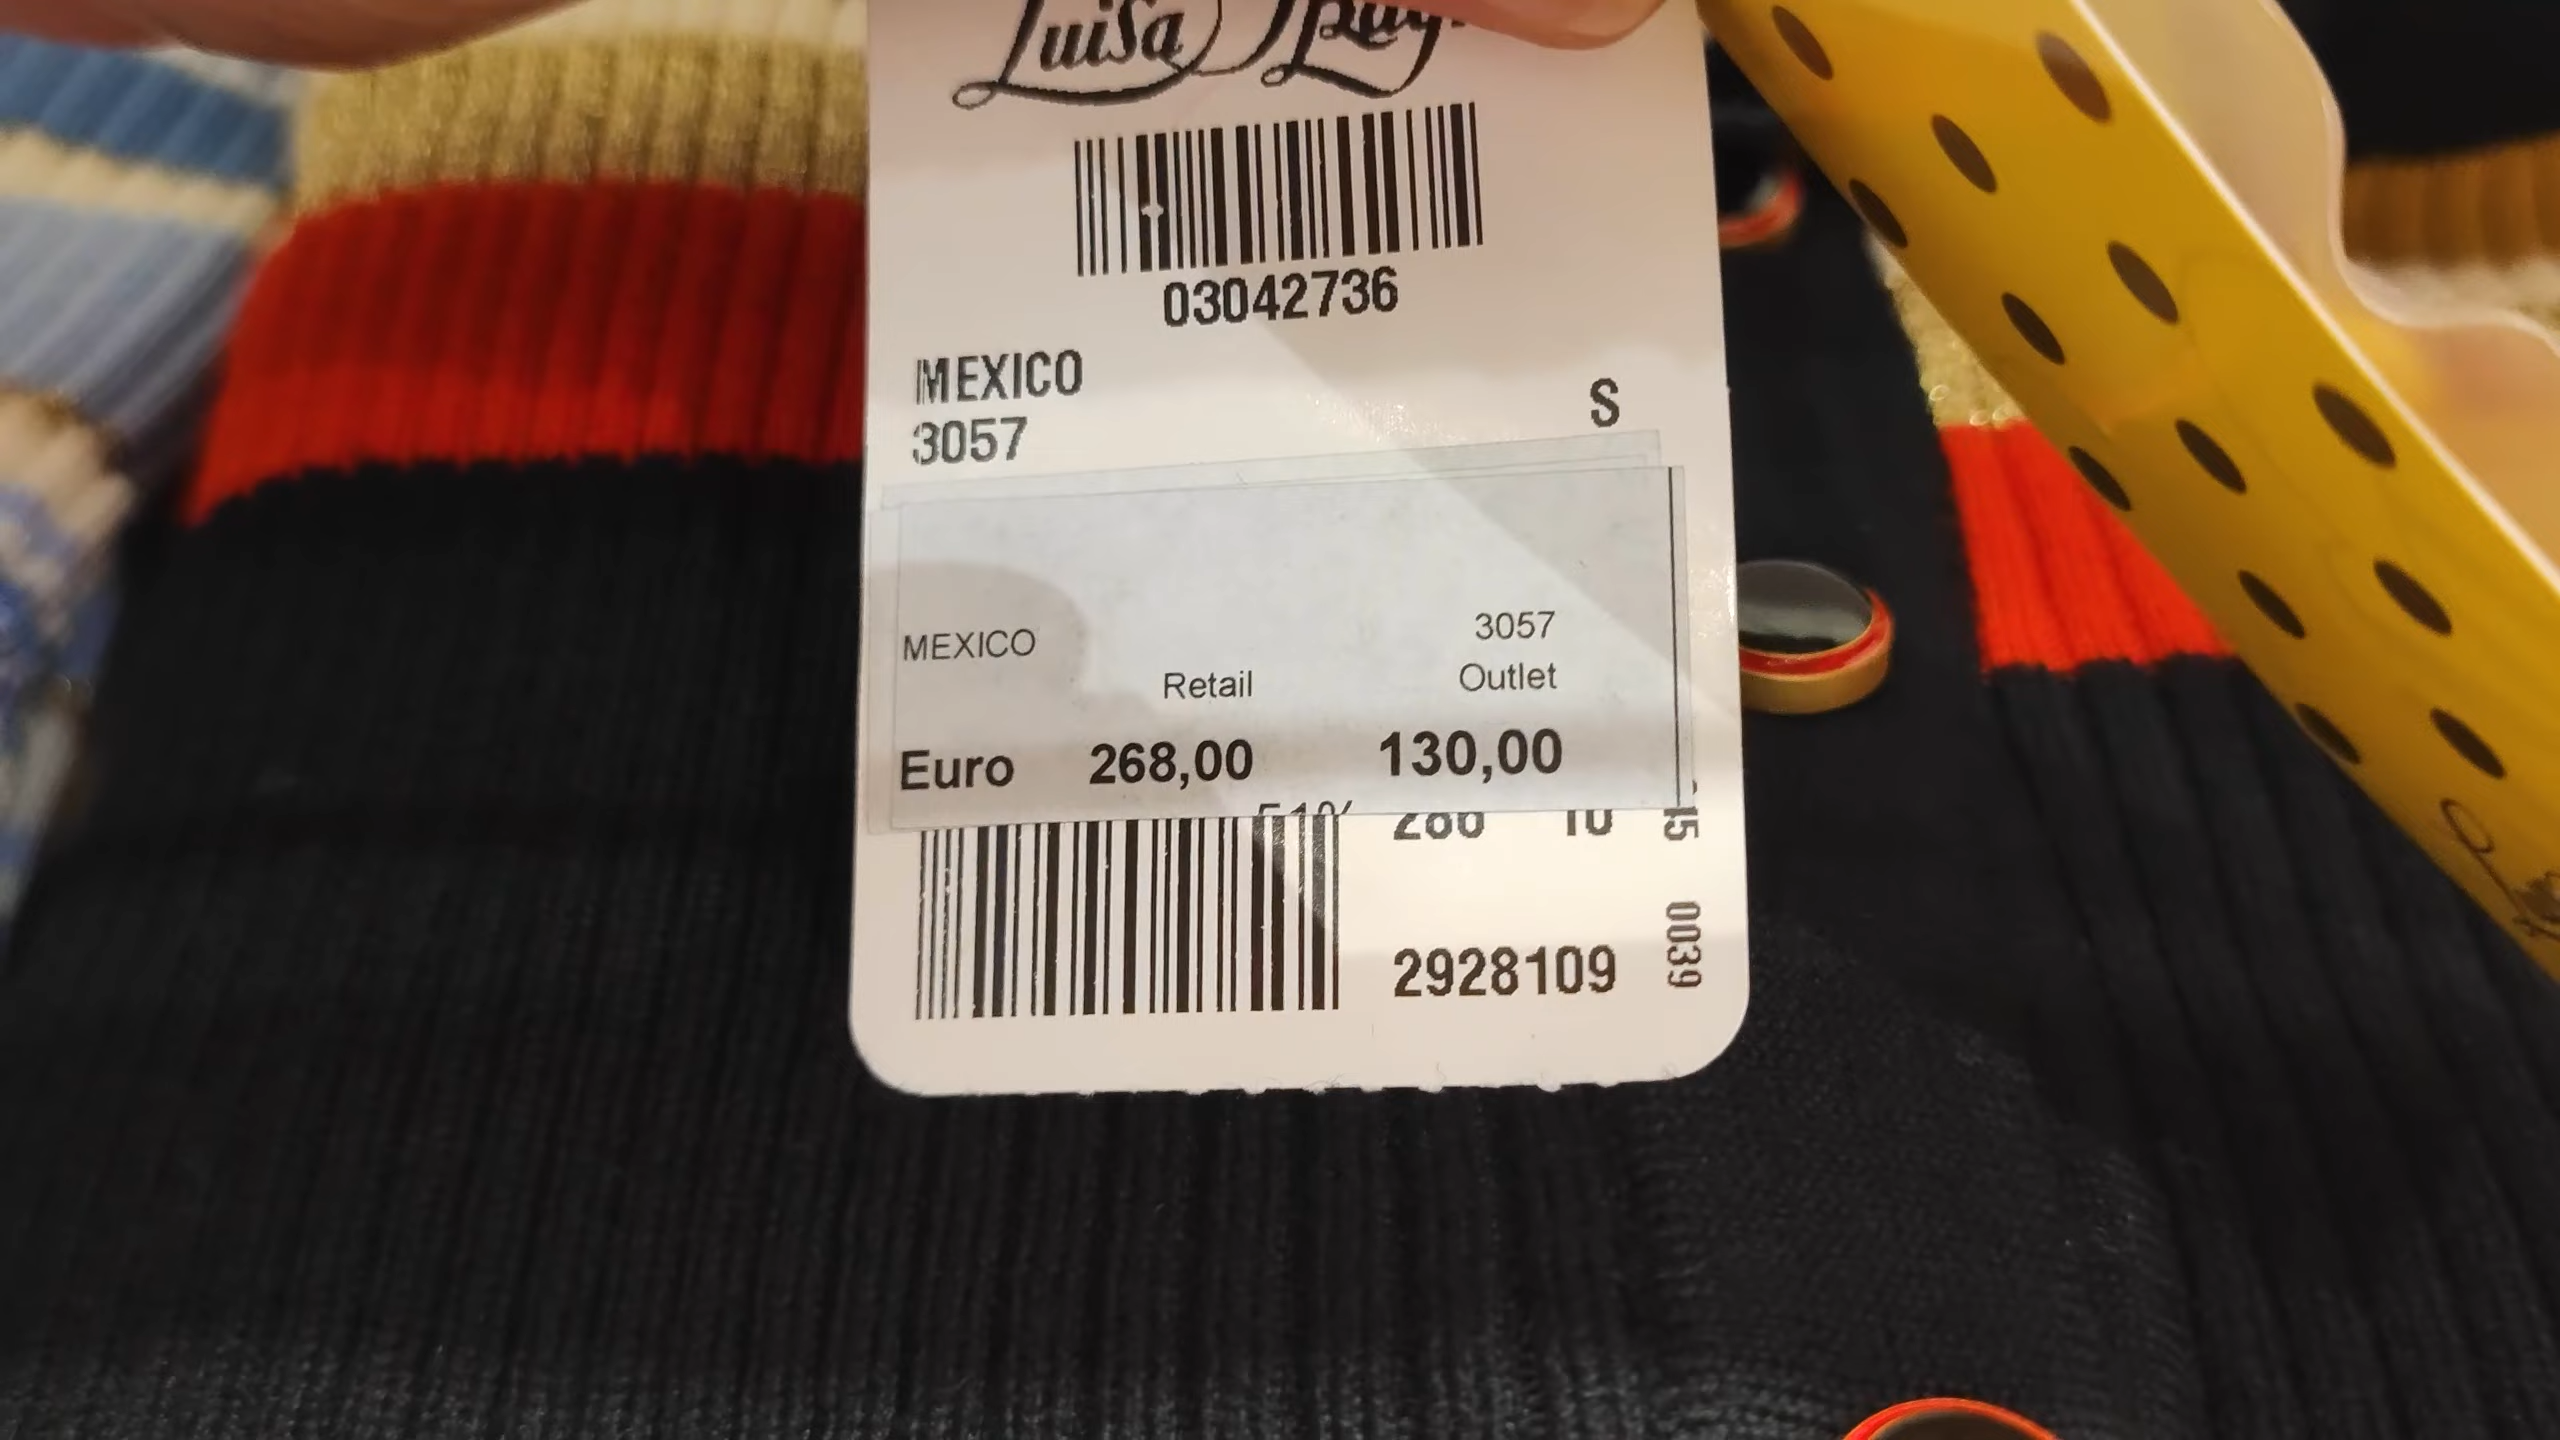 Luisa
03042736
MEXICO
3057
S
MEXICO
3057
Retail
Outlet
Euro 268,00 130,00
2928109
0039